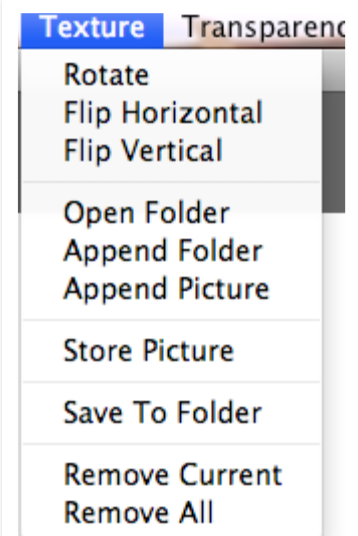 Texture Transparenc
Rotate
Flip Horizontal
Flip Vertical
Open Folder
Append Folder
Append Picture
Store Picture
Save To Folder
Remove Current
Remove All